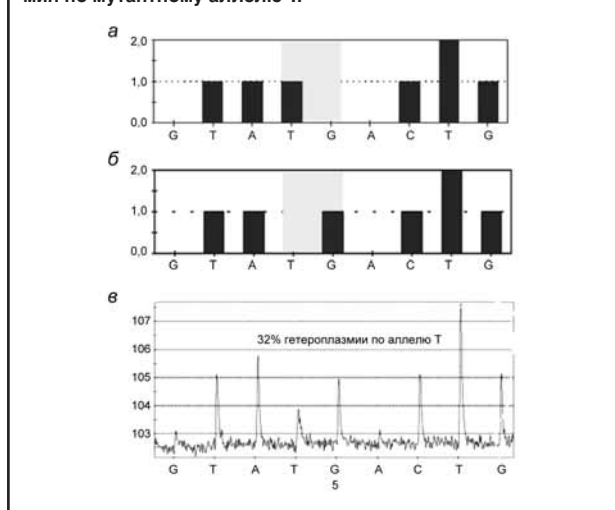 мии по мутантному аллелю
а
2,0
1,0
0,0
G T A T G A C T G
б
2,0
1,0
0,0
G T A T G A C T G
в
107
32% гетероплазмии по аллелю Т
106
105
104
103
G T A T G A C T G
5